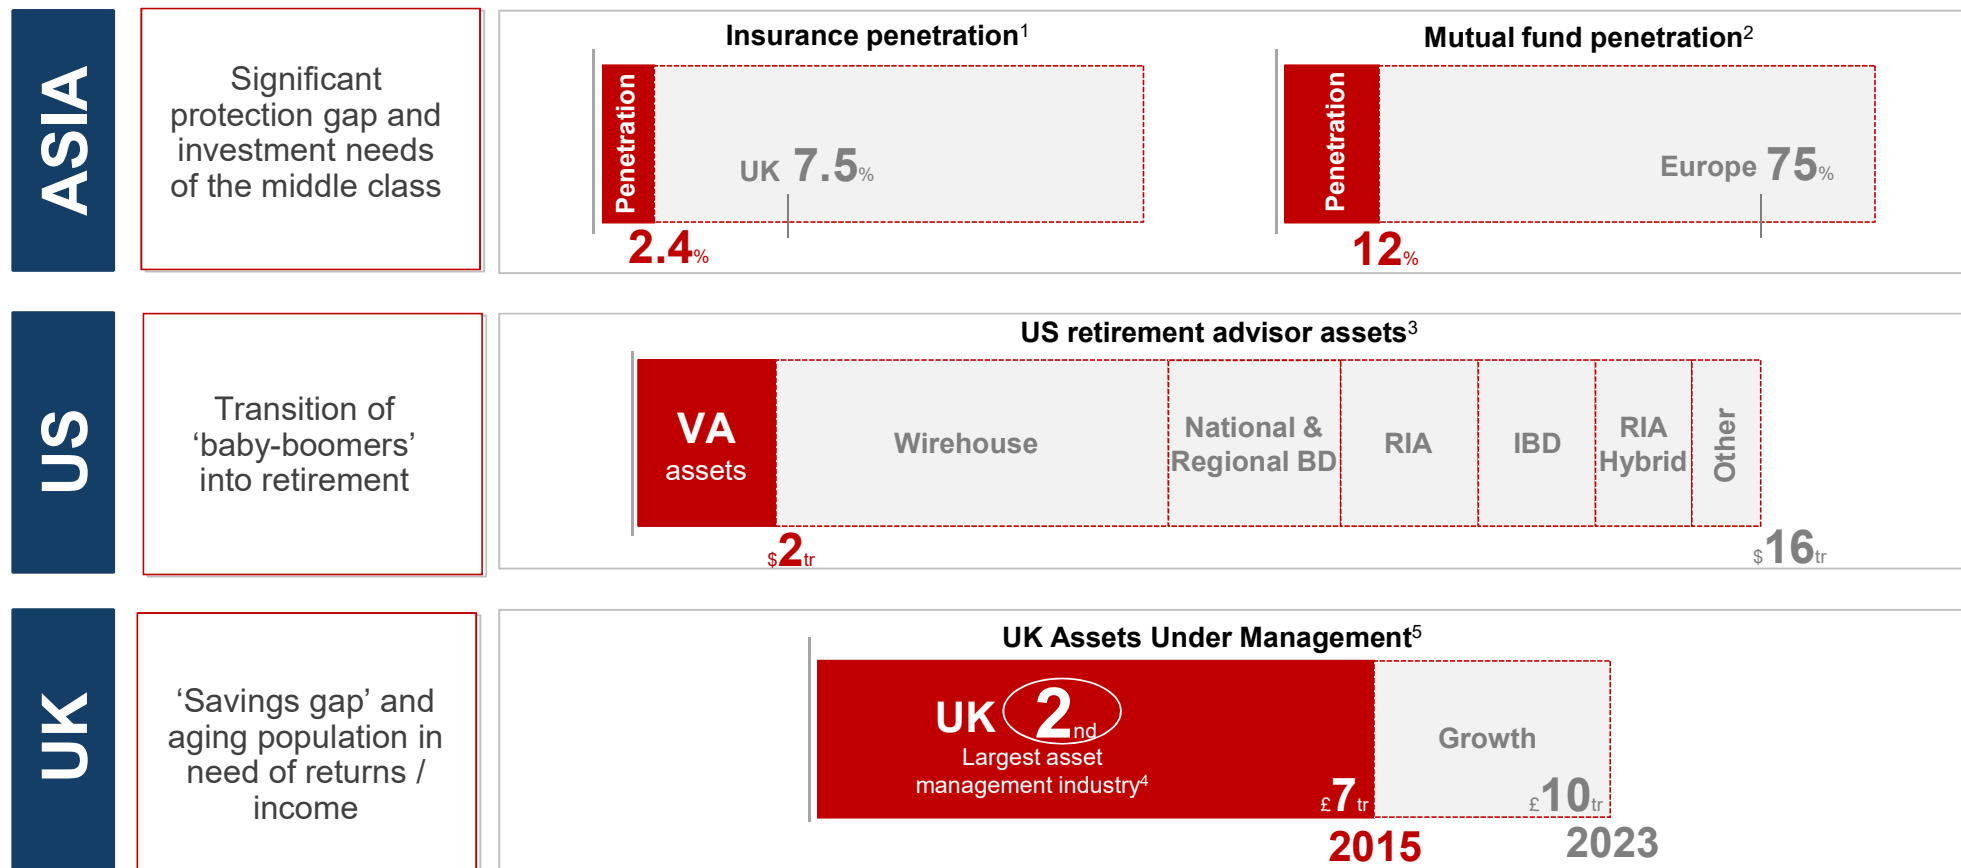 ASIA
Significant
protection gap and
investment needs
of the middle class
Insurance penetration¹
Penetration
UK 7.5%
2.4%
Mutual fund penetration²
Penetration
Europe 75%
12%
US
Transition of
‘baby-boomers’
into retirement
US retirement advisor assets³
VA
assets
Wirehouse
National &
Regional BD
RIA
IBD
RIA
Hybrid
Other
$2tr
$16tr
UK
‘Savings gap’ and
aging population in
need of returns /
income
UK Assets Under Management⁵
UK 2nd
Largest asset
management industry⁴
£7tr
2015
Growth
£10tr
2023